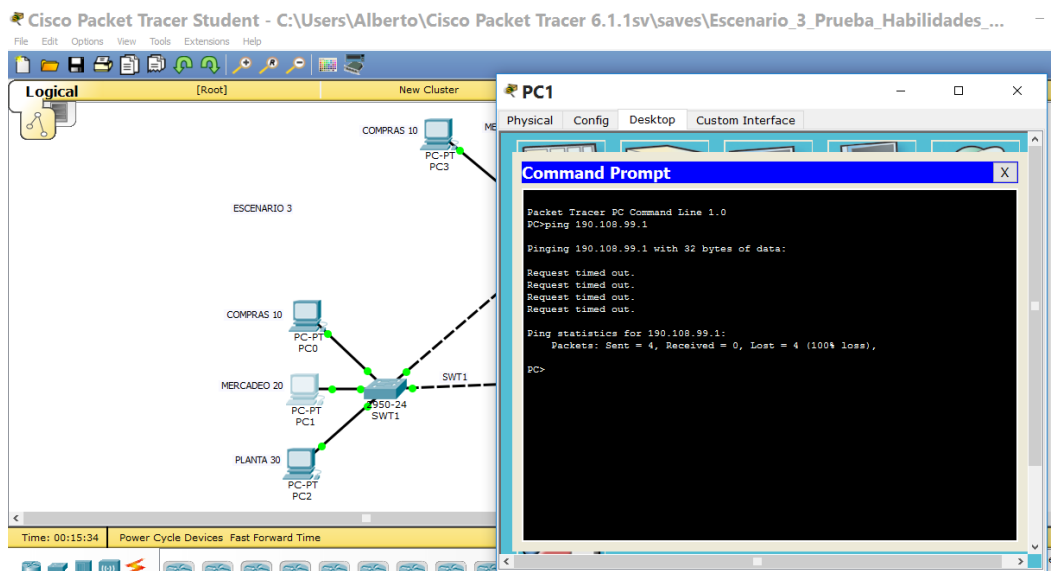 Cisco Packet Tracer Student - C:\Users\Alberto\Cisco Packet Tracer 6.1.1sv\saves\Escenario_3_Prueba_Habilidades_...
File Edit Options View Tools Extensions Help
Logical [Root] New Cluster
COMPRAS 10
ME
PC-PT
PC3
ESCENARIO 3
COMPRAS 10
PC-PT
PC0
MERCADEO 20
PC-PT
PC1
SWT1
2950-24
SWT1
PLANTA 30
PC-PT
PC2
Time: 00:15:34 Power Cycle Devices Fast Forward Time
PC1
Physical Config Desktop Custom Interface
Command Prompt X
Packet Tracer PC Command Line 1.0
PC>ping 190.108.99.1
Pinging 190.108.99.1 with 32 bytes of data:
Request timed out.
Request timed out.
Request timed out.
Request timed out.
Ping statistics for 190.108.99.1:
Packets: Sent = 4, Received = 0, Lost = 4 (100% loss),
PC>